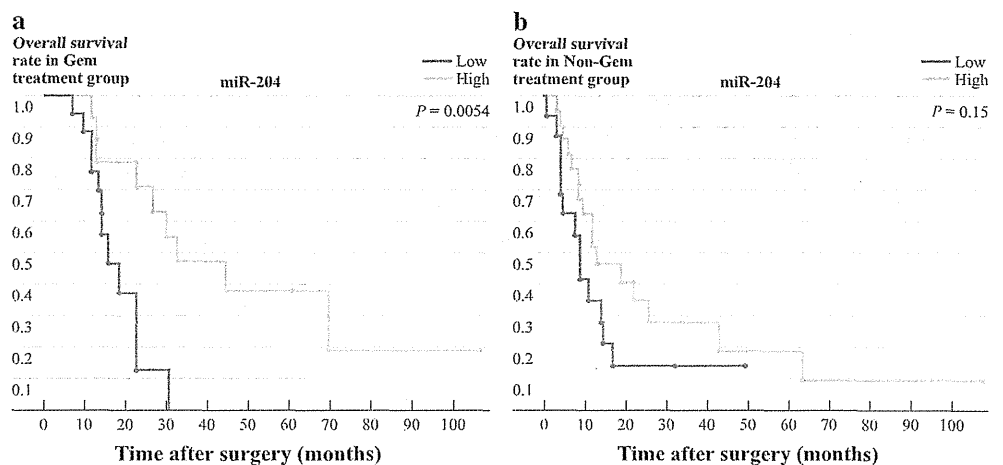 a
Overall survival
rate in Gem
treatment group
miR-204
Low
High
P = 0.0054
1.0
0.9
0.8
0.7
0.6
0.5
0.4
0.3
0.2
0.1
0 10 20 30 40 50 60 70 80 90 100
Time after surgery (months)
b
Overall survival
rate in Non-Gem
treatment group
miR-204
Low
High
P = 0.15
1.0
0.9
0.8
0.7
0.6
0.5
0.4
0.3
0.2
0.1
0 10 20 30 40 50 60 70 80 90 100
Time after surgery (months)